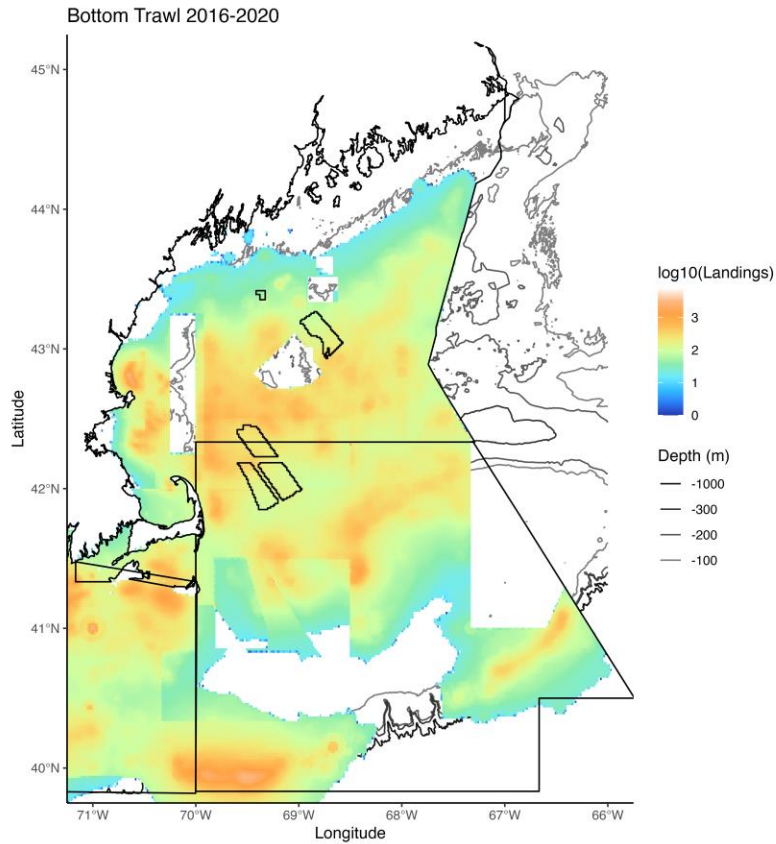 Bottom Trawl 2016-2020
45°N
44°N
43°N
42°N
41°N
40°N
Latitude
71°W
70°W
69°W
68°W
67°W
66°W
Longitude
log10(Landings)
3
2
1
0
Depth (m)
-1000
-300
-200
-100